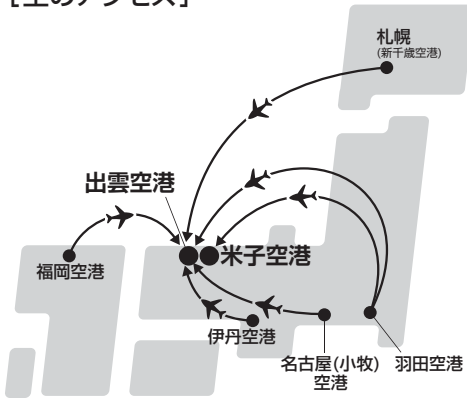 [空のアクセス]
札幌
(新千歳空港)
出雲空港
米子空港
福岡空港
伊丹空港
名古屋(小牧)
空港
羽田空港